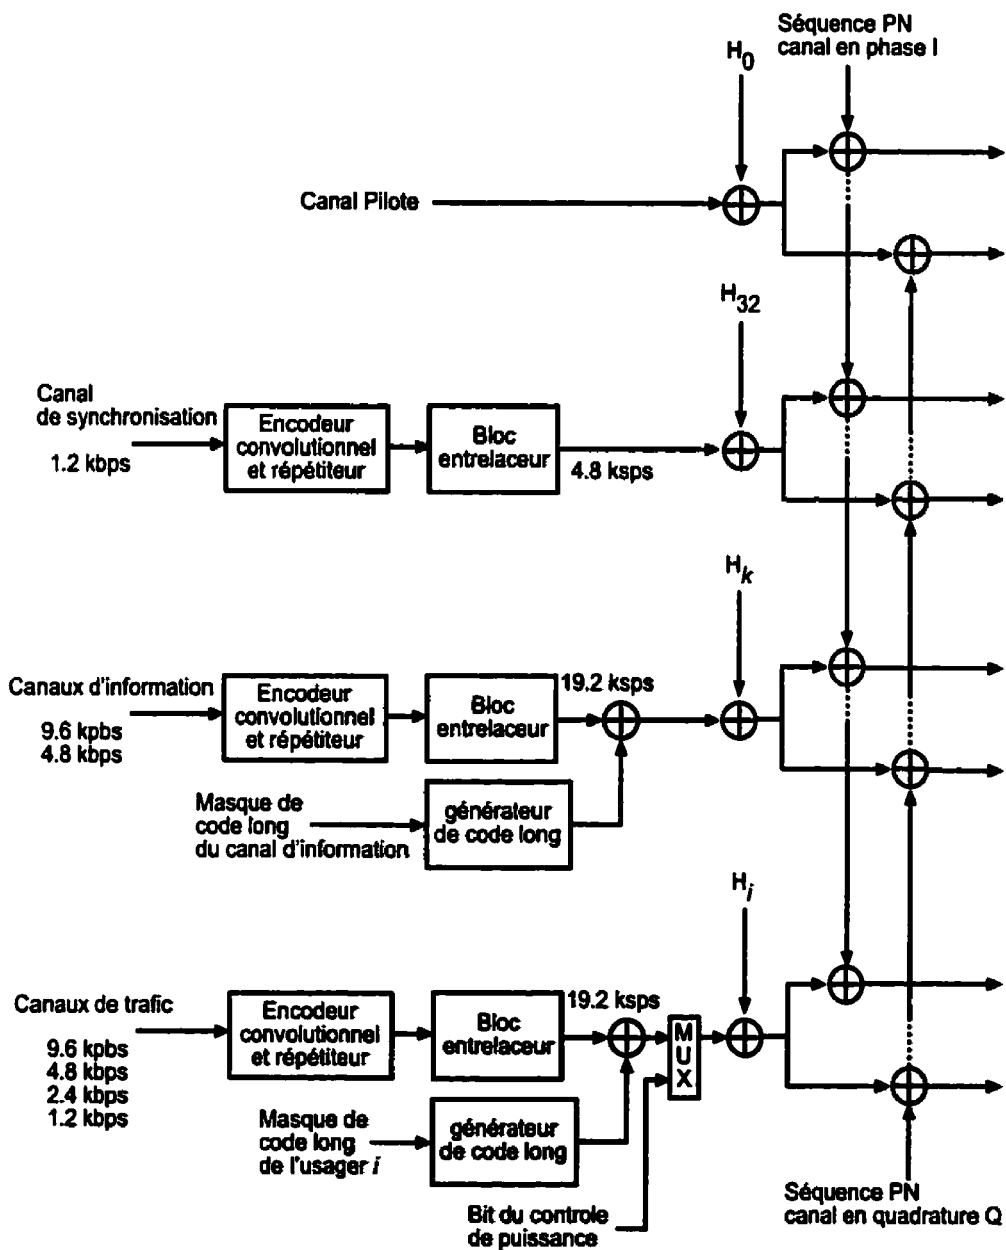 Séquence PN
canal en phase I
H0
Canal Pilote
H32
Canal
de synchronisation
1.2 kbps
Encodeur
convolutionnel
et répétiteur
Bloc
entrelaceur
4.8 ksps
Hk
Canaux d'information
9.6 kpbs
4.8 kbps
Encodeur
convolutionnel
et répétiteur
Bloc
entrelaceur
19.2 ksps
Masque de
code long
du canal d'information
générateur
de code long
Hi
Canaux de trafic
9.6 kpbs
4.8 kbps
2.4 kbps
1.2 kbps
Encodeur
convolutionnel
et répétiteur
Bloc
entrelaceur
19.2 ksps
MUX
Masque de
code long
de l'usager i
générateur
de code long
Bit du controle
de puissance
Séquence PN
canal en quadrature Q